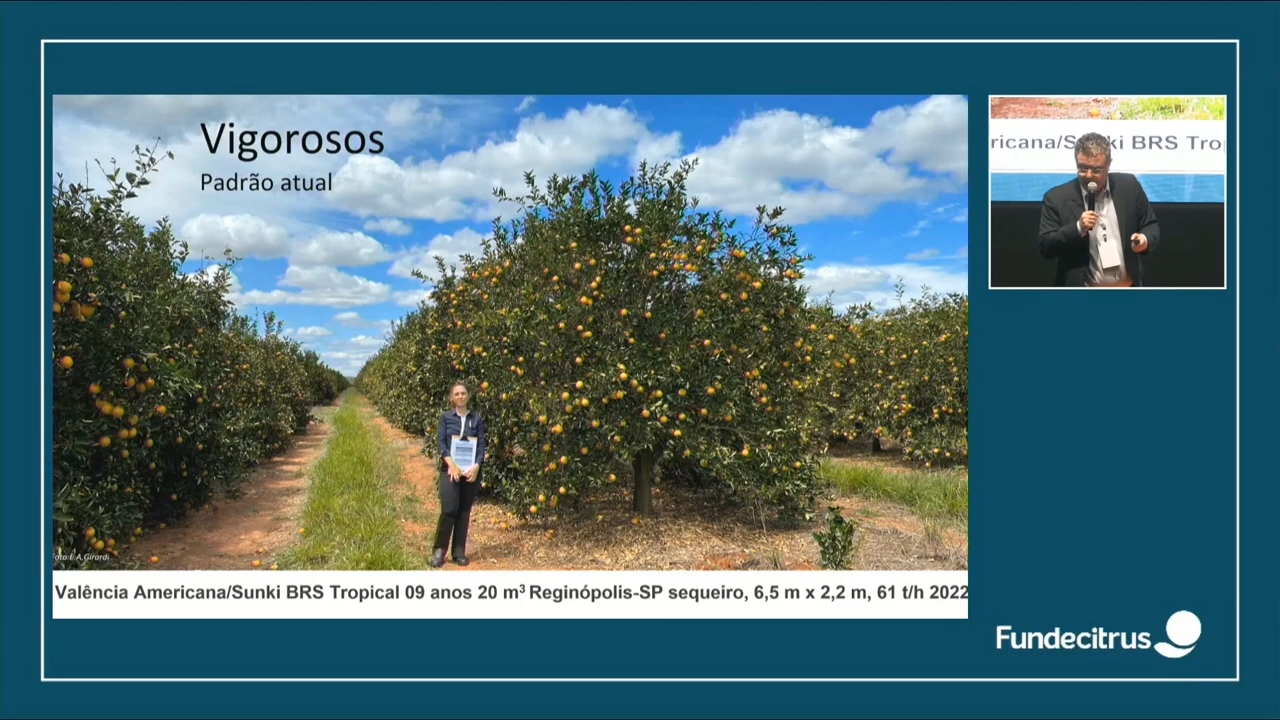 Vigorosos
Padrão atual
Foto:E.A.Girardi
Valência Americana/Sunki BRS Tropical 09 anos 20 m³ Reginópolis-SP sequeiro, 6,5 m x 2,2 m, 61 t/h 2022
ricana/Sunki BRS Tro
Fundecitrus